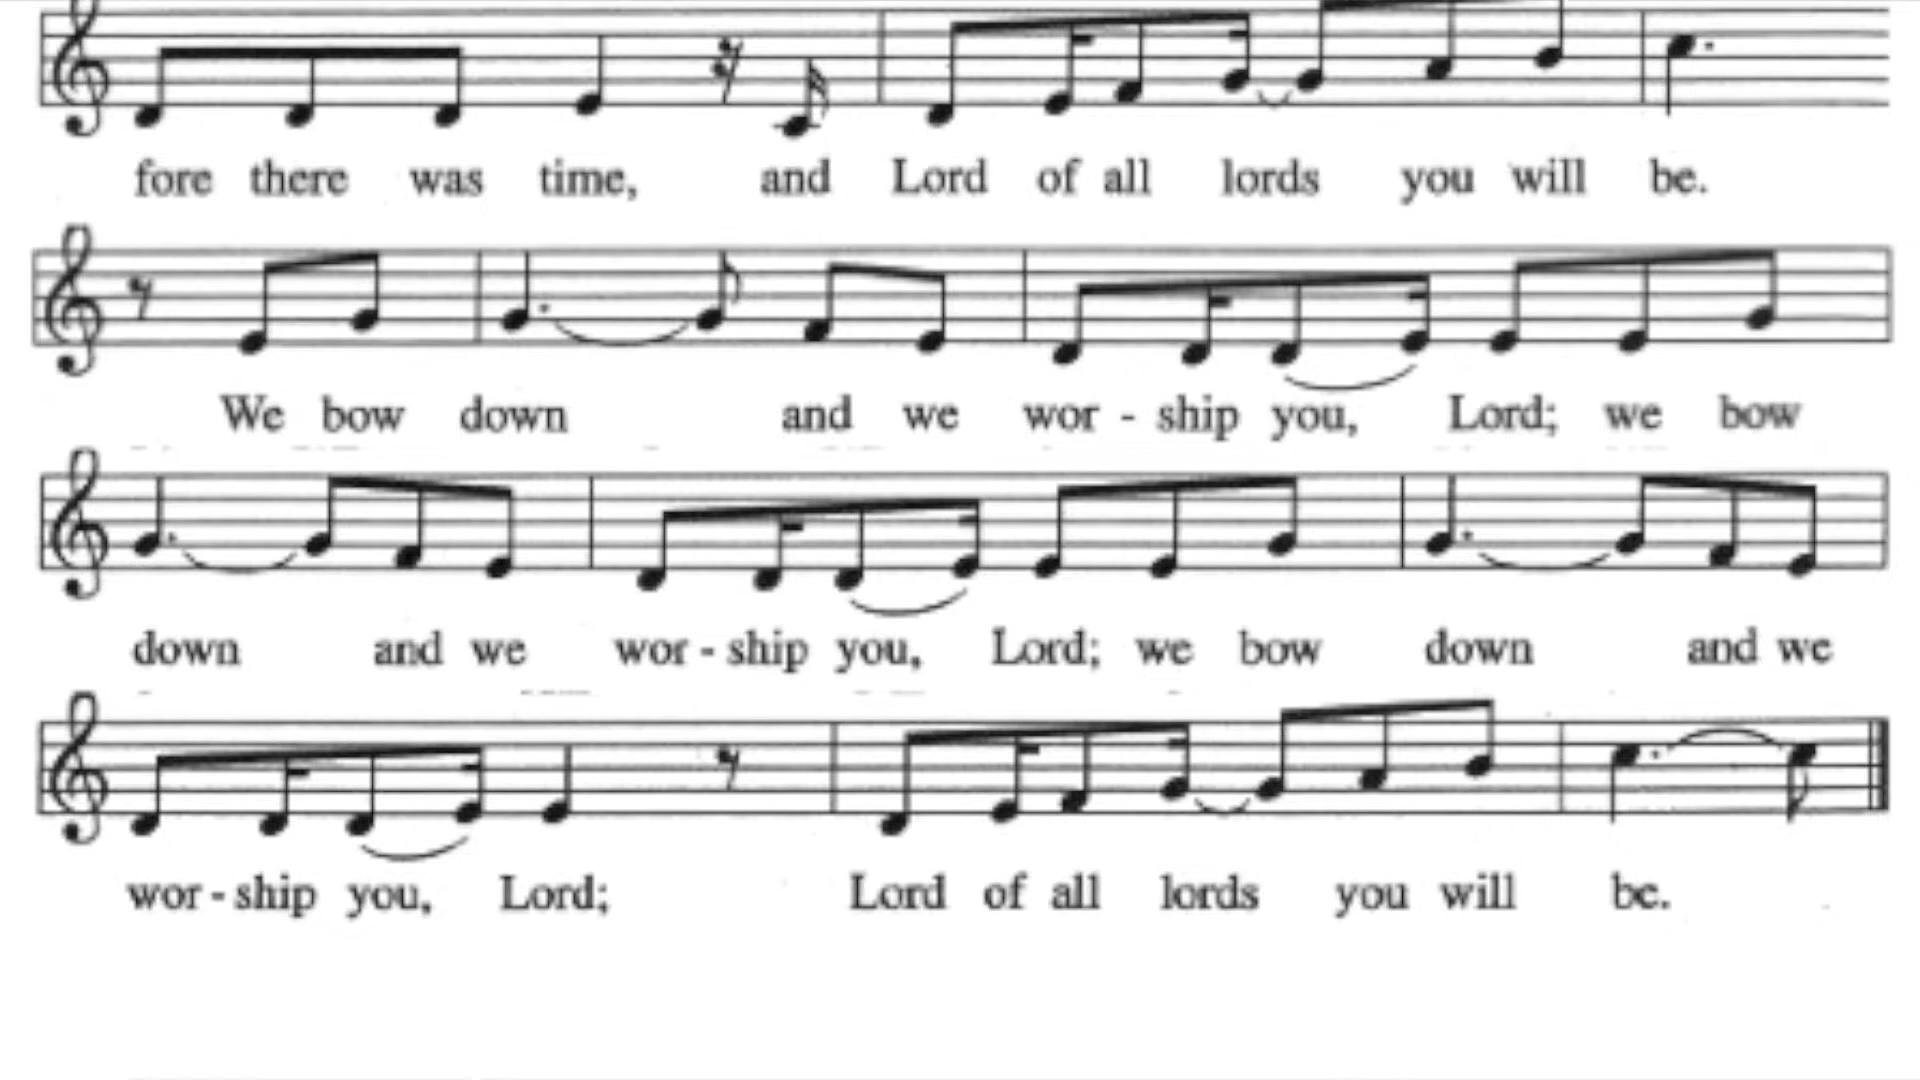 fore there was time, and Lord of all lords you will be.
We bow down and we wor - ship you, Lord; we bow
down and we wor - ship you, Lord; we bow down and we
wor - ship you, Lord; Lord of all lords you will be.